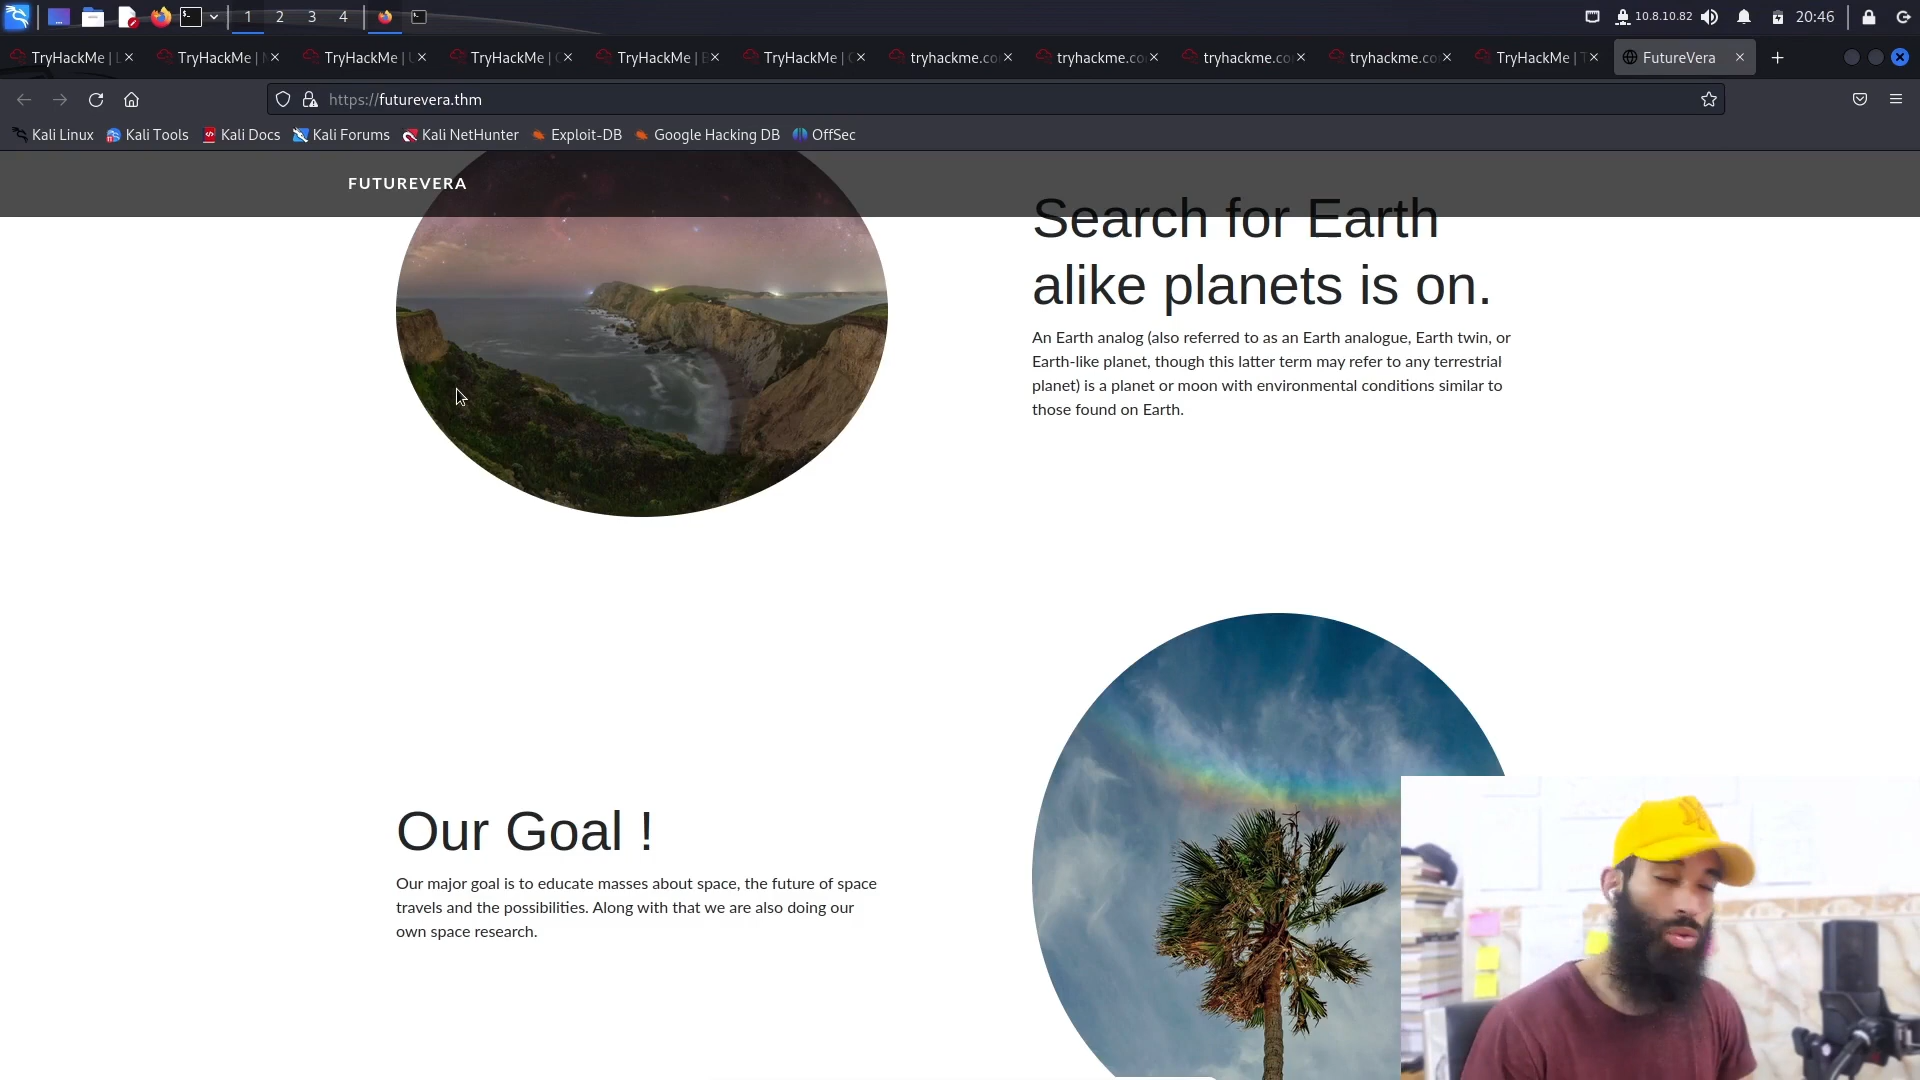 1 2 3 4 10.8.10.82 20:46
TryHackMe | TryHackMe | TryHackMe | TryHackMe | TryHackMe | TryHackMe | tryhackme.co tryhackme.co tryhackme.co tryhackme.co TryHackMe | FutureVera
https://futurevera.thm
Kali Linux Kali Tools Kali Docs Kali Forums Kali NetHunter Exploit-DB Google Hacking DB OffSec
FUTUREVERA
Search for Earth
alike planets is on.
An Earth analog (also referred to as an Earth analogue, Earth twin, or
Earth-like planet, though this latter term may refer to any terrestrial
planet) is a planet or moon with environmental conditions similar to
those found on Earth.
Our Goal !
Our major goal is to educate masses about space, the future of space
travels and the possibilities. Along with that we are also doing our
own space research.